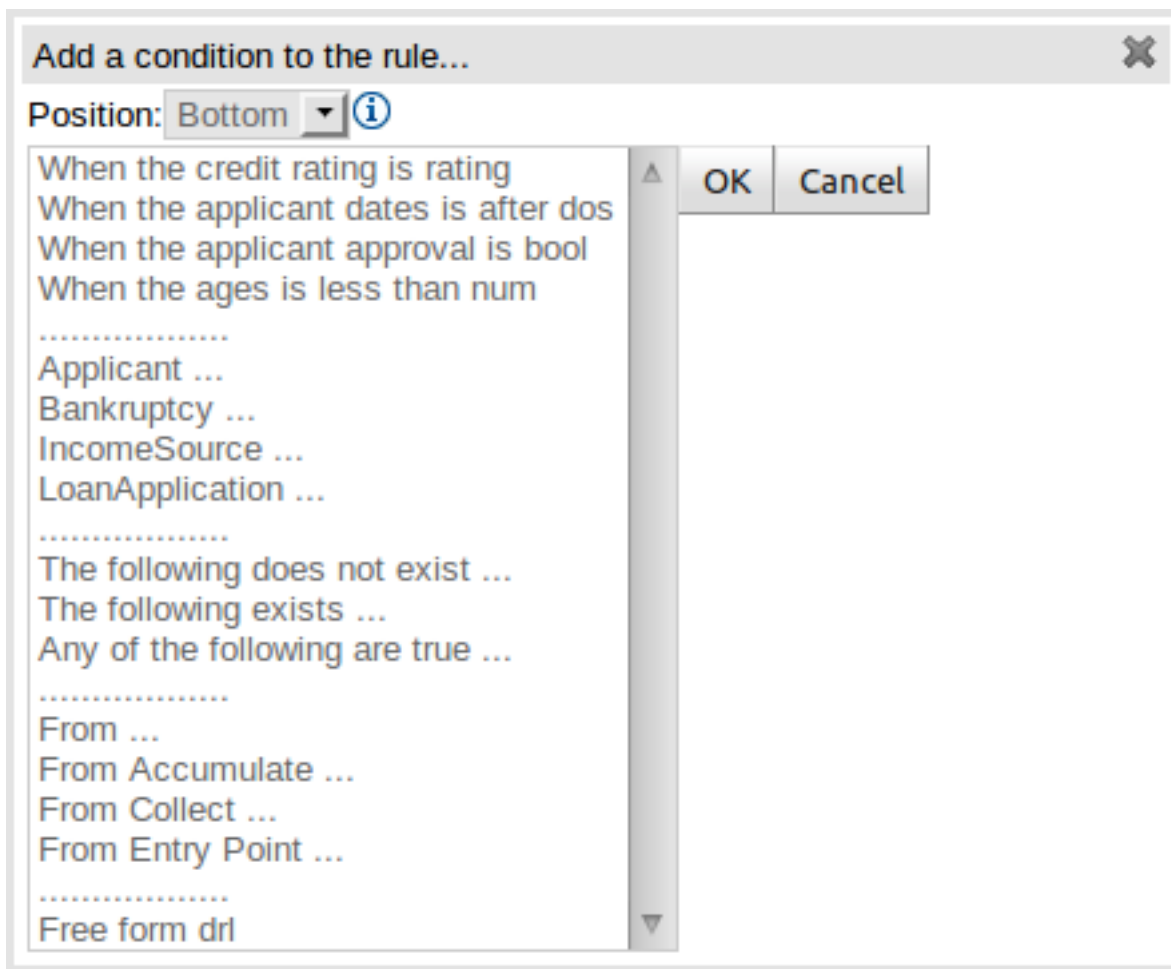 Add a condition to the rule...
Position: Bottom
When the credit rating is rating
When the applicant dates is after dos
When the applicant approval is bool
When the ages is less than num
..................
Applicant ...
Bankruptcy ...
IncomeSource ...
LoanApplication ...
..................
The following does not exist ...
The following exists ...
Any of the following are true ...
..................
From ...
From Accumulate ...
From Collect ...
From Entry Point ...
..................
Free form drl
OK Cancel